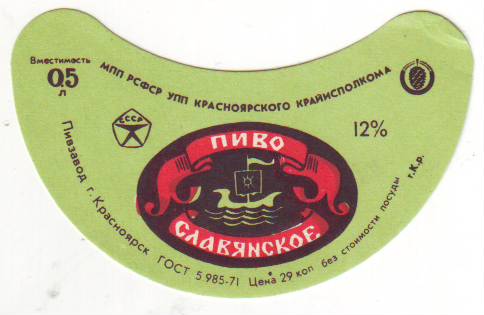 Вместимость
0,5
л
МПП РСФСР УПП КРАСНОЯРСКОГО КРАЙИСПОЛКОМА
СССР
12%
ПИВО
СЛАВЯНСКОЕ
Пивзавод г. Красноярск ГОСТ 5 985-71 Цена 29 коп без стоимости посуды г.К.р.